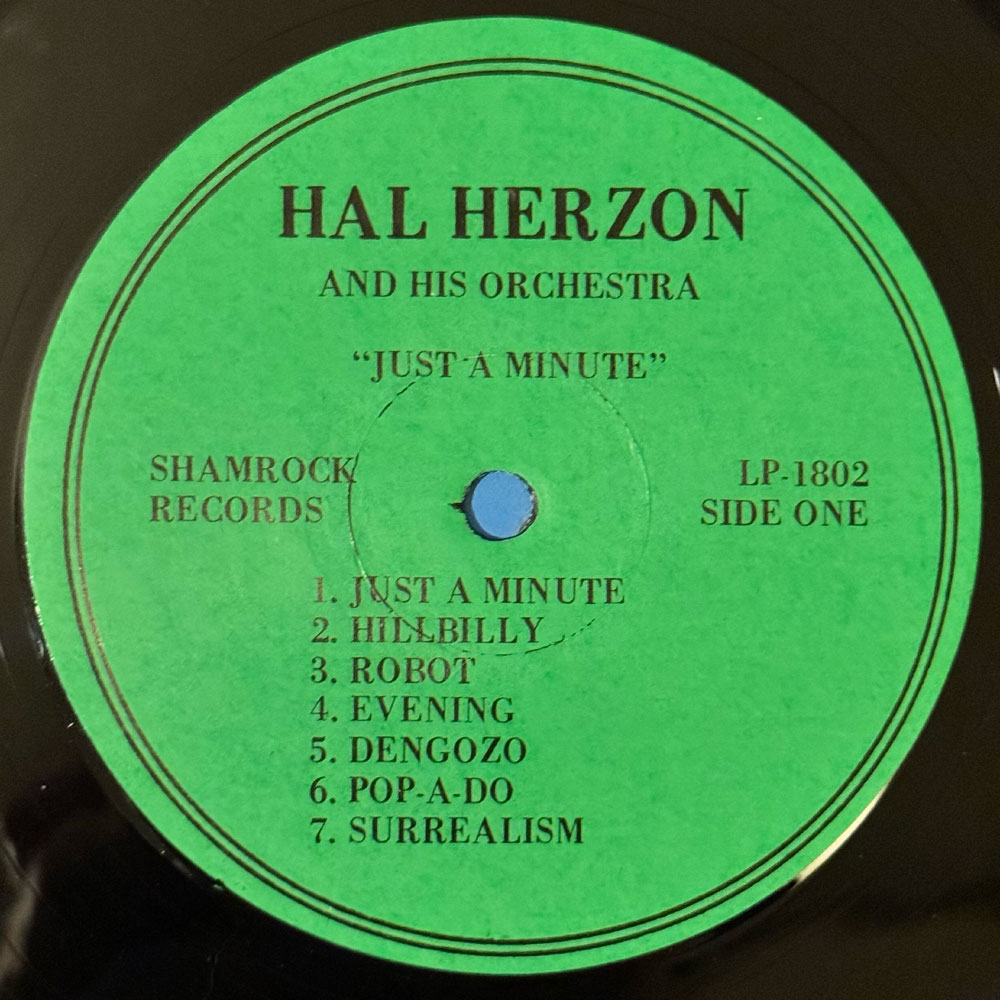 HAL HERZON
AND HIS ORCHESTRA
“JUST A MINUTE”
SHAMROCK
RECORDS
LP-1802
SIDE ONE
1. JUST A MINUTE
2. HILLBILLY
3. ROBOT
4. EVENING
5. DENGOZO
6. POP-A-DO
7. SURREALISM